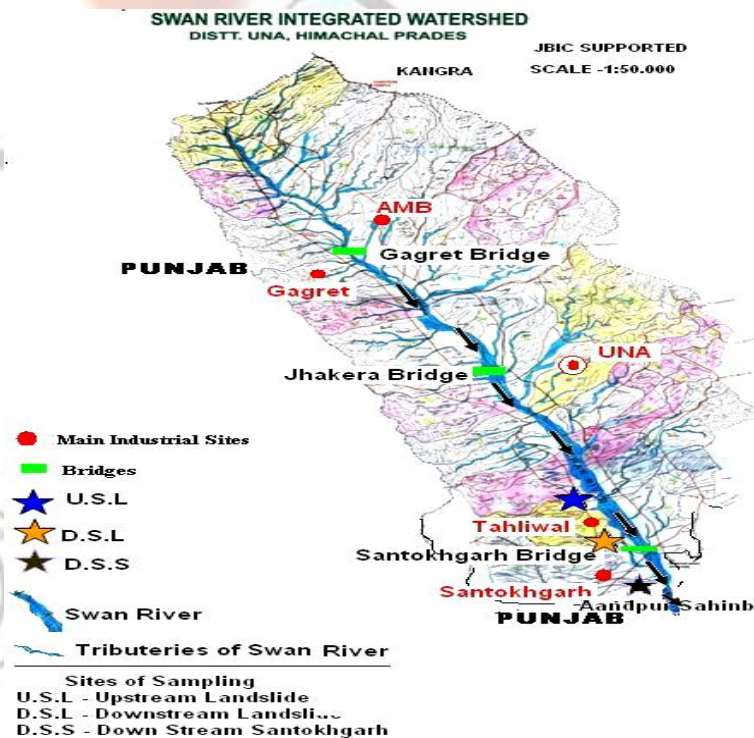 SWAN RIVER INTEGRATED WATERSHED
DISTT. UNA, HIMACHAL PRADES
JBIC SUPPORTED
SCALE -1:50.000
KANGRA
AMB
Gagret Bridge
PUNJAB
Gagret
UNA
Jhakera Bridge
Main Industrial Sites
Bridges
U.S.L
D.S.L
D.S.S
Tahliwal
Santokhgarh Bridge
Santokhgarh
Aandpur Sahinb
PUNJAB
Swan River
Tributeries of Swan River
Sites of Sampling
U.S.L - Upstream Landslide
D.S.L - Downstream
D.S.S - Down Stream Santokhgarh